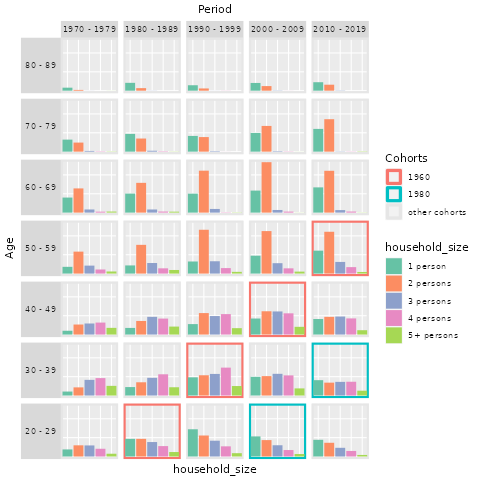 Period
1970 - 1979
1980 - 1989
1990 - 1999
2000 - 2009
2010 - 2019
Age
80 - 89
70 - 79
60 - 69
50 - 59
40 - 49
30 - 39
20 - 29
household_size
Cohorts
1960
1980
other cohorts
household_size
1 person
2 persons
3 persons
4 persons
5+ persons